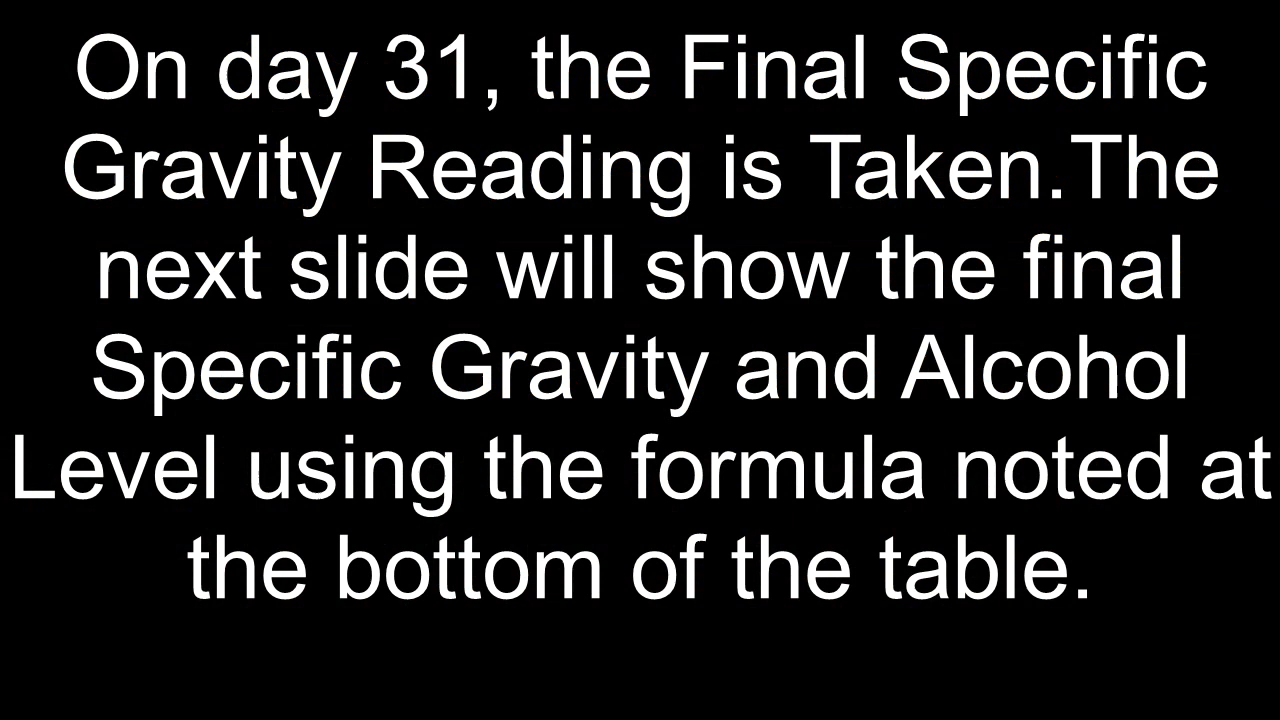 On day 31, the Final Specific
Gravity Reading is Taken.The
next slide will show the final
Specific Gravity and Alcohol
Level using the formula noted at
the bottom of the table.